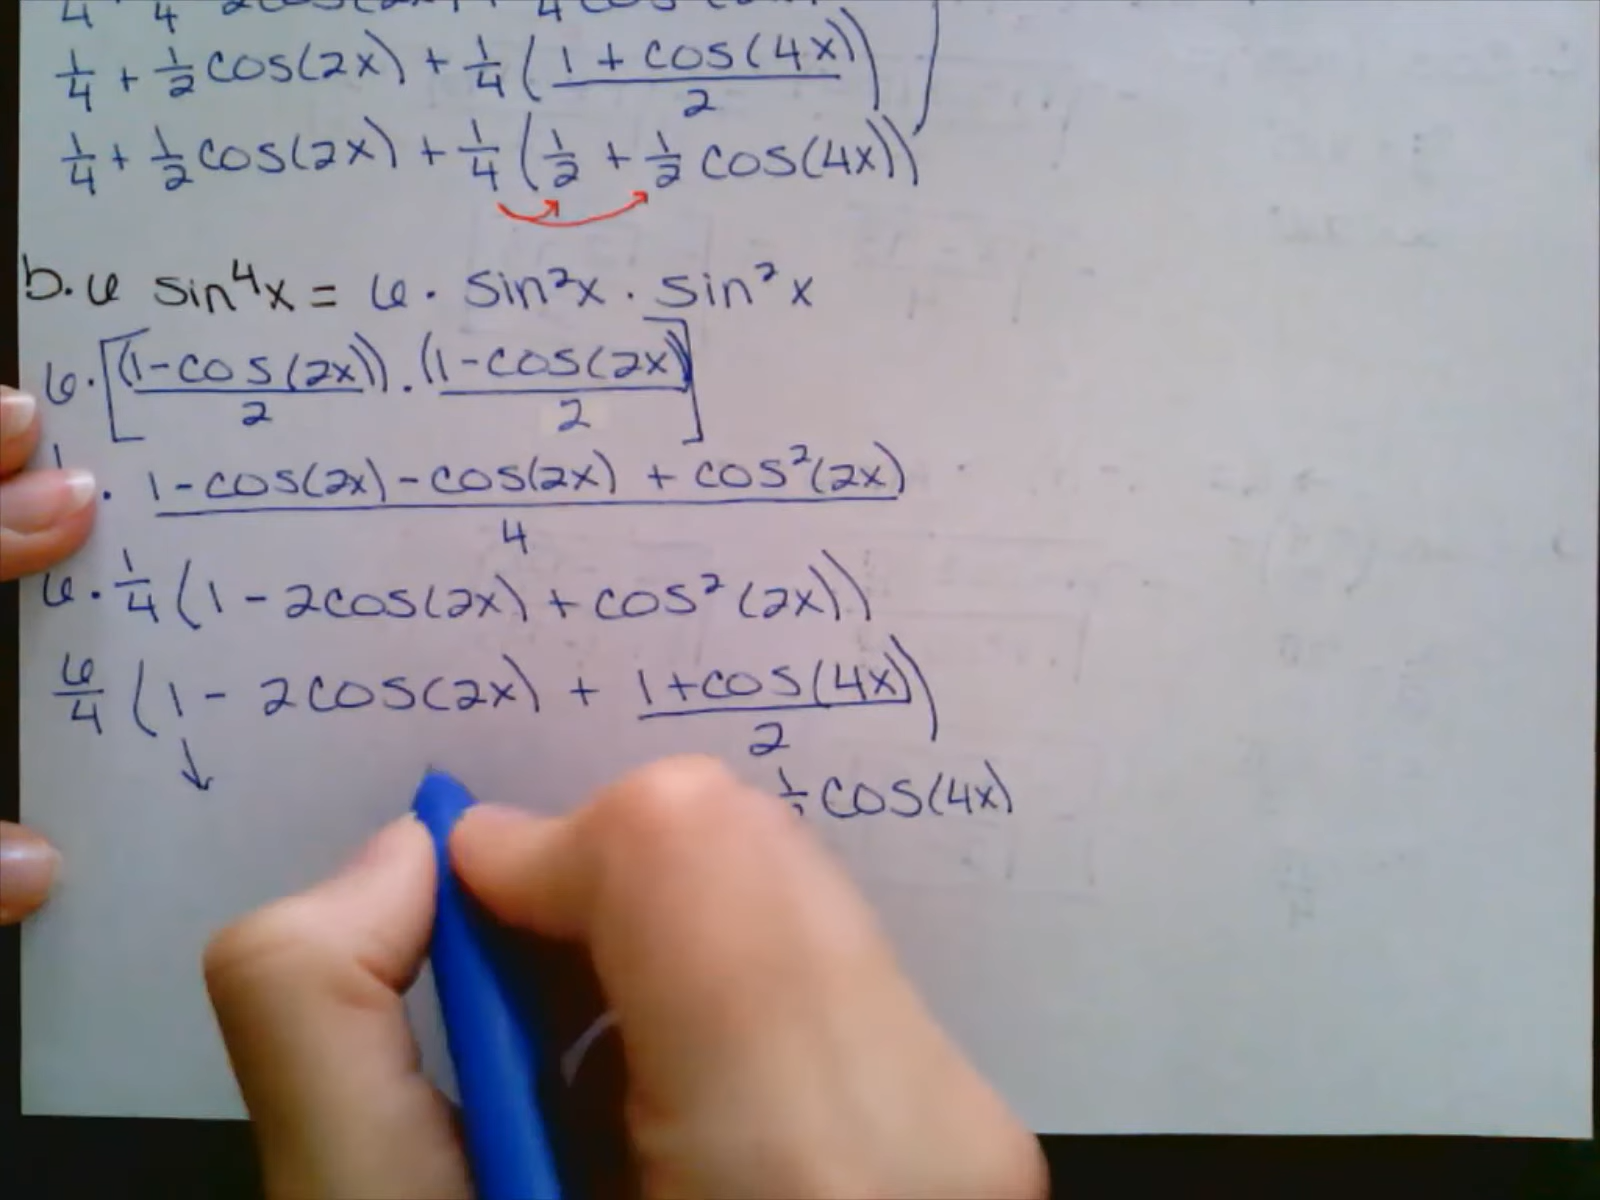 1/4 + 1/2 cos(2x) + 1/4 ( (1 + cos(4x))/2 )
1/4 + 1/2 cos(2x) + 1/4 ( 1/2 + 1/2 cos(4x))
b. 6 sin⁴x = 6 · sin²x · sin²x
6 · [ (1-cos(2x))/2 · (1-cos(2x))/2 ]
· (1-cos(2x) - cos(2x) + cos²(2x))/4
6 · 1/4 (1 - 2cos(2x) + cos²(2x))
6/4 (1 - 2cos(2x) + (1+cos(4x))/2 )
↓ cos(4x)